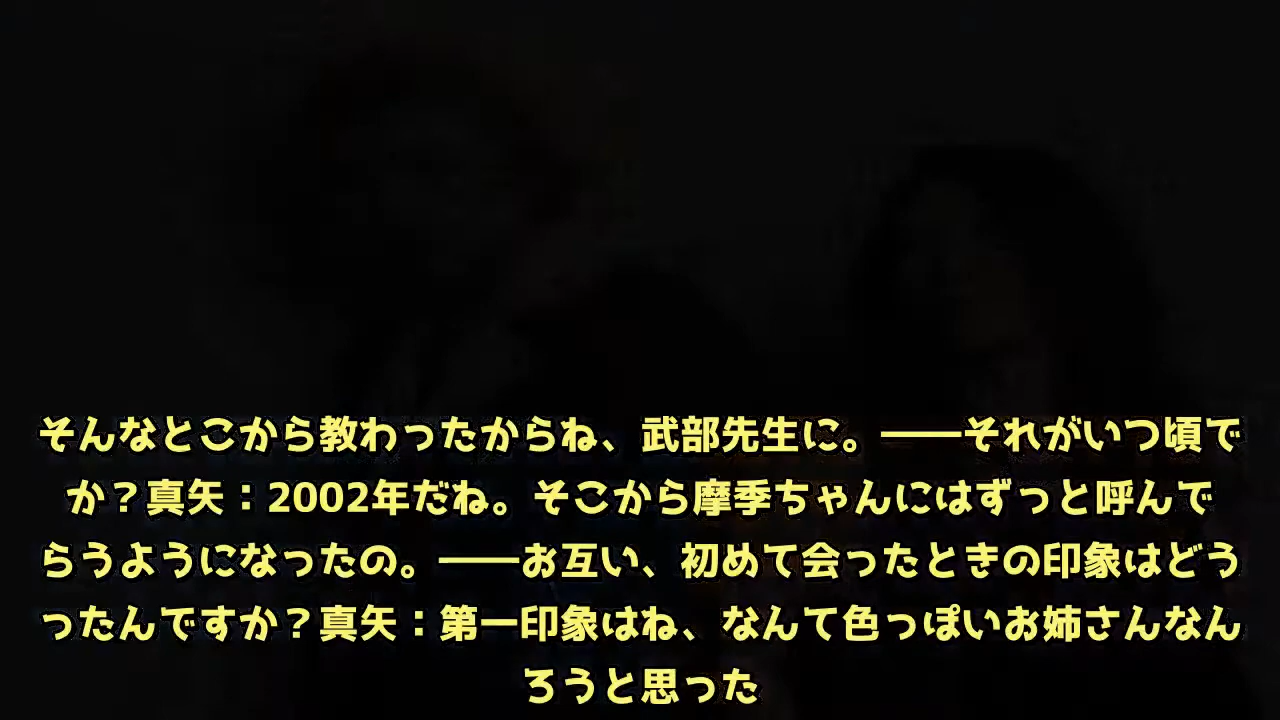 そんなとこから教わったからね、武部先生に。――それがいつ頃で
か？真矢：2002年だね。そこから摩季ちゃんにはずっと呼んで
らうようになったの。――お互い、初めて会ったときの印象はどう
ったんですか？真矢：第一印象はね、なんて色っぽいお姉さんなん
ろうと思った